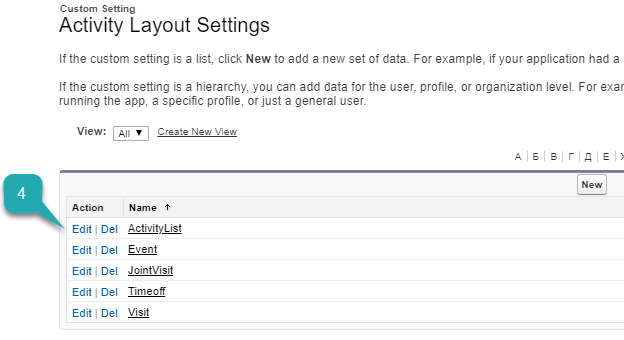 Custom Setting
Activity Layout Settings
If the custom setting is a list, click New to add a new set of data. For example, if your application had a
If the custom setting is a hierarchy, you can add data for the user, profile, or organization level. For
running the app, a specific profile, or just a general user.
View: All ▼ Create New View
А | Б | В | Г | Д | Е |
New
4
Action Name ↑
Edit | Del ActivityList
Edit | Del Event
Edit | Del JointVisit
Edit | Del Timeoff
Edit | Del Visit